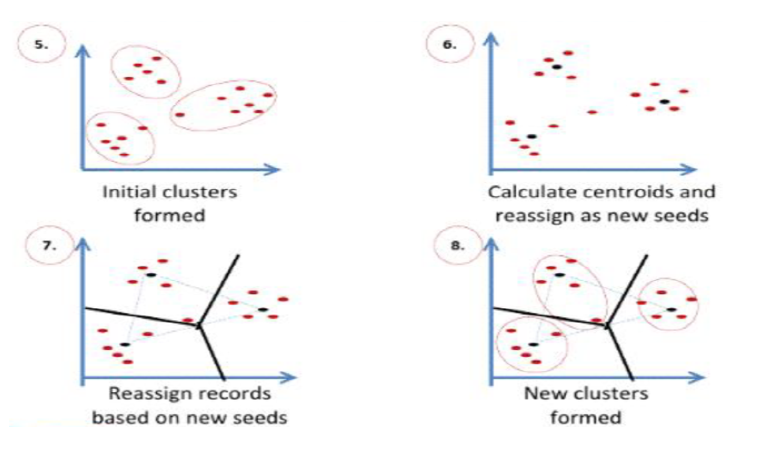 5.
Initial clusters
formed
6.
Calculate centroids and
reassign as new seeds
7.
Reassign records
based on new seeds
8.
New clusters
formed